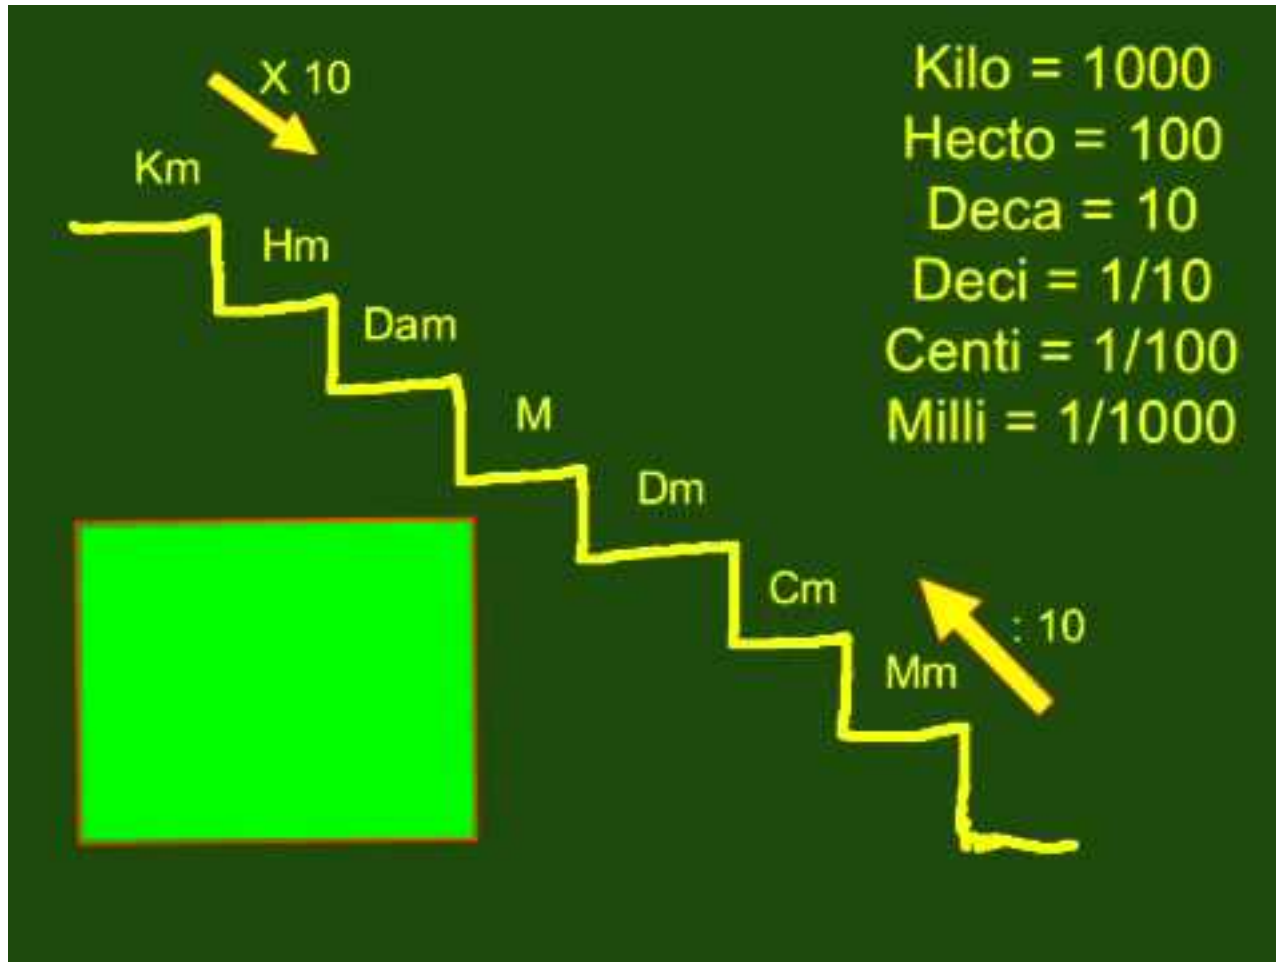 X 10
Km
Hm
Dam
M
Dm
Cm
Mm
: 10
Kilo = 1000
Hecto = 100
Deca = 10
Deci = 1/10
Centi = 1/100
Milli = 1/1000